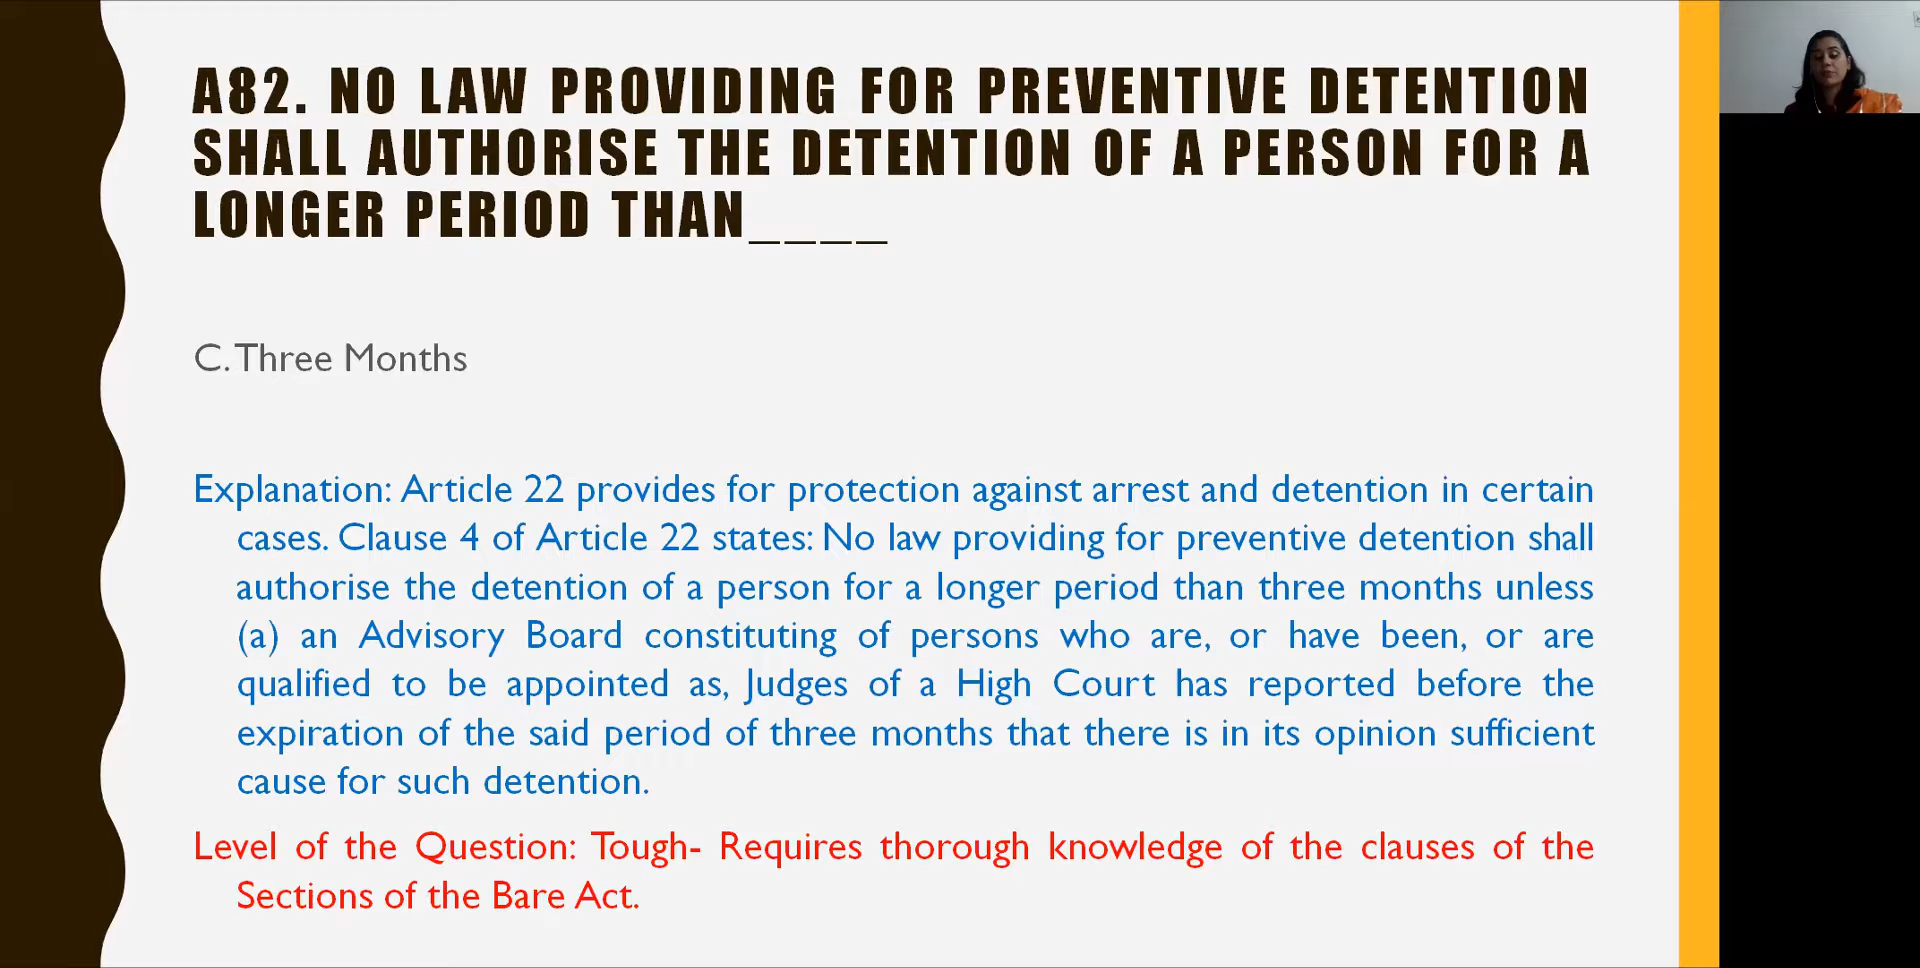 A82. NO LAW PROVIDING FOR PREVENTIVE DETENTION
SHALL AUTHORISE THE DETENTION OF A PERSON FOR A
LONGER PERIOD THAN____
C. Three Months
Explanation: Article 22 provides for protection against arrest and detention in certain
cases. Clause 4 of Article 22 states: No law providing for preventive detention shall
authorise the detention of a person for a longer period than three months unless
(a) an Advisory Board constituting of persons who are, or have been, or are
qualified to be appointed as, Judges of a High Court has reported before the
expiration of the said period of three months that there is in its opinion sufficient
cause for such detention.
Level of the Question: Tough- Requires thorough knowledge of the clauses of the
Sections of the Bare Act.